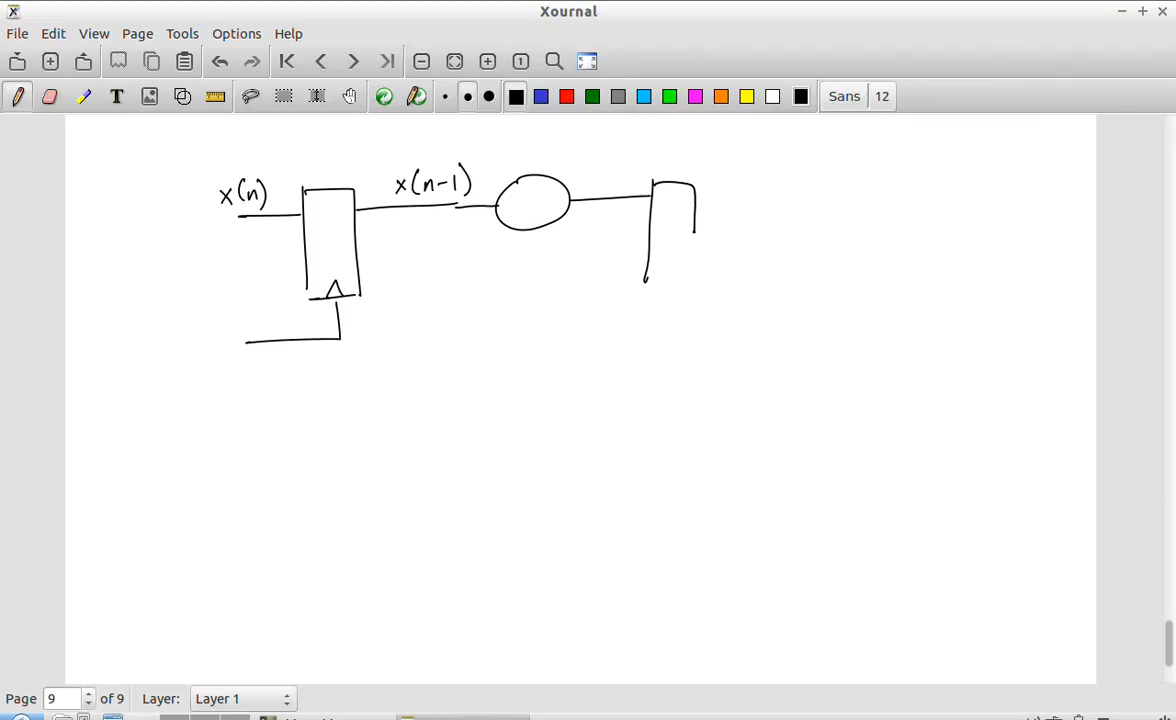 Xournal
File Edit View Page Tools Options Help
T Sans 12
x(n) x(n-1)
Page 9 of 9 Layer: Layer 1